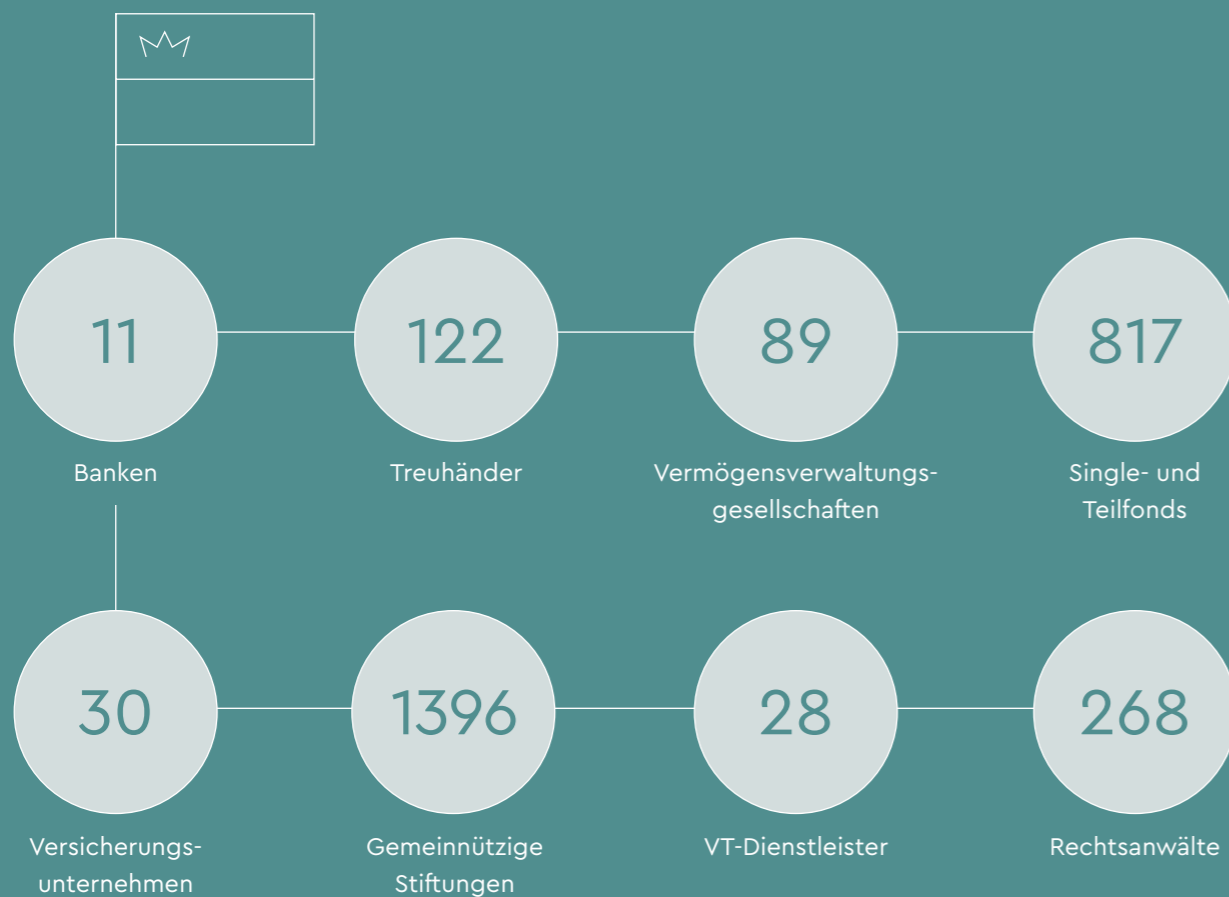 11
122
89
817
Banken
Treuhänder
Vermögensverwaltungs-
gesellschaften
Single- und
Teilfonds
30
1396
28
268
Versicherungs-
unternehmen
Gemeinnützige
Stiftungen
VT-Dienstleister
Rechtsanwälte